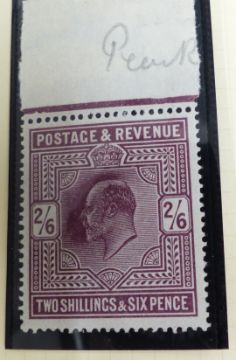 POSTAGE & REVENUE
2/6 2/6
TWO SHILLINGS & SIX PENCE